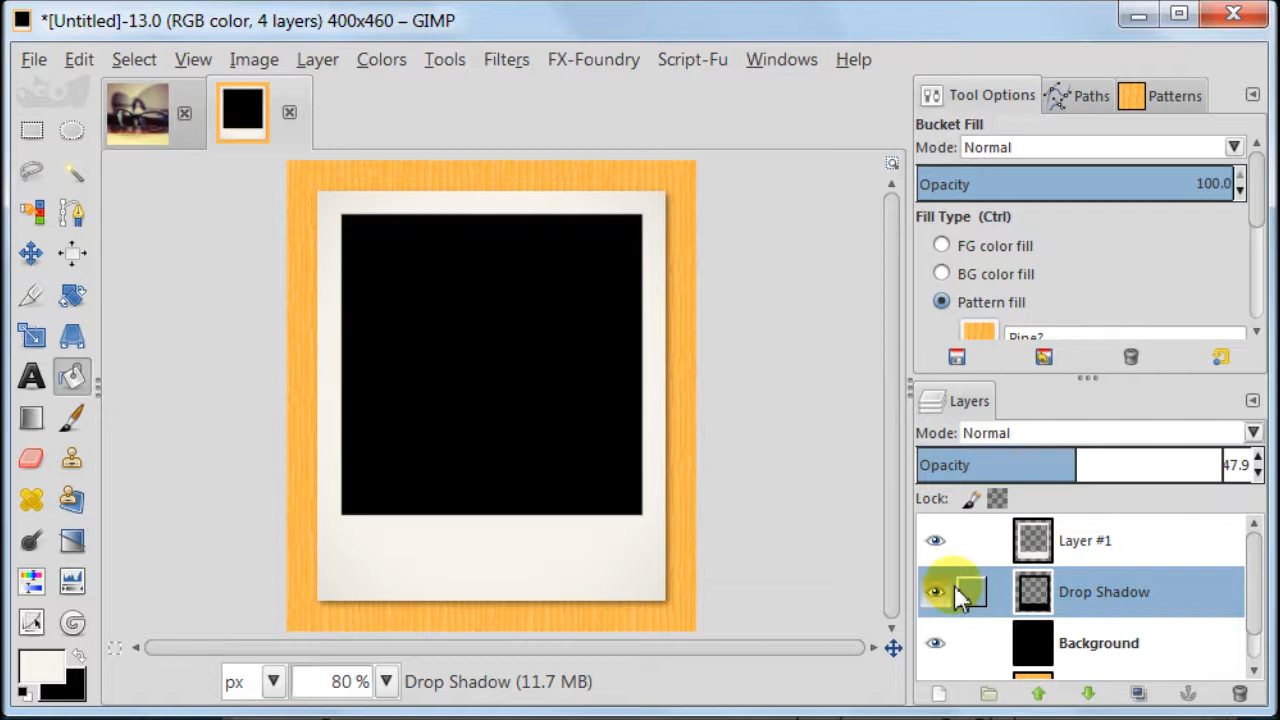 *[Untitled]-13.0 (RGB color, 4 layers) 400x460 – GIMP
File Edit Select View Image Layer Colors Tools Filters FX-Foundry Script-Fu Windows Help
Tool Options Paths Patterns
Bucket Fill
Mode: Normal
Opacity 100.0
Fill Type (Ctrl)
FG color fill
BG color fill
Pattern fill
Pine?
Layers
Mode: Normal
Opacity 47.9
Lock:
Layer #1
Drop Shadow
Background
px 80 % Drop Shadow (11.7 MB)